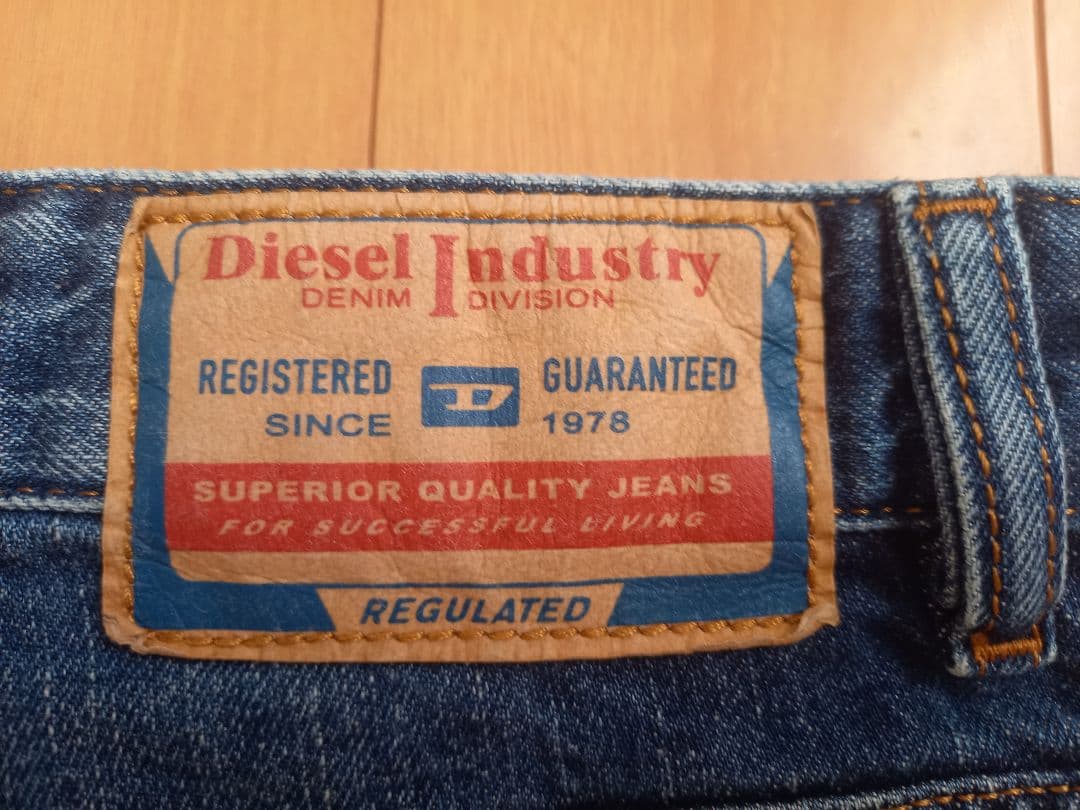 Diesel Industry
DENIM DIVISION
REGISTERED D GUARANTEED
SINCE 1978
SUPERIOR QUALITY JEANS
FOR SUCCESSFUL LIVING
REGULATED